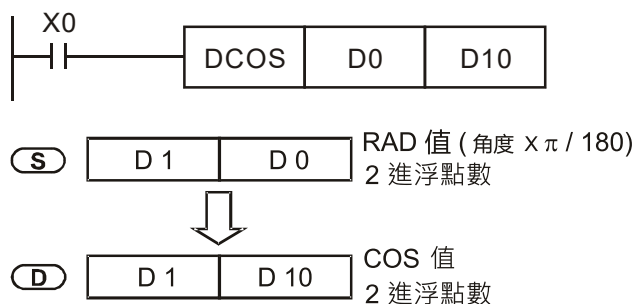 X0
DCOS D0 D10
S D 1 D 0 RAD 值 ( 角度 X π / 180)
2 進浮點數
D D 1 D 10 COS 值
2 進浮點數